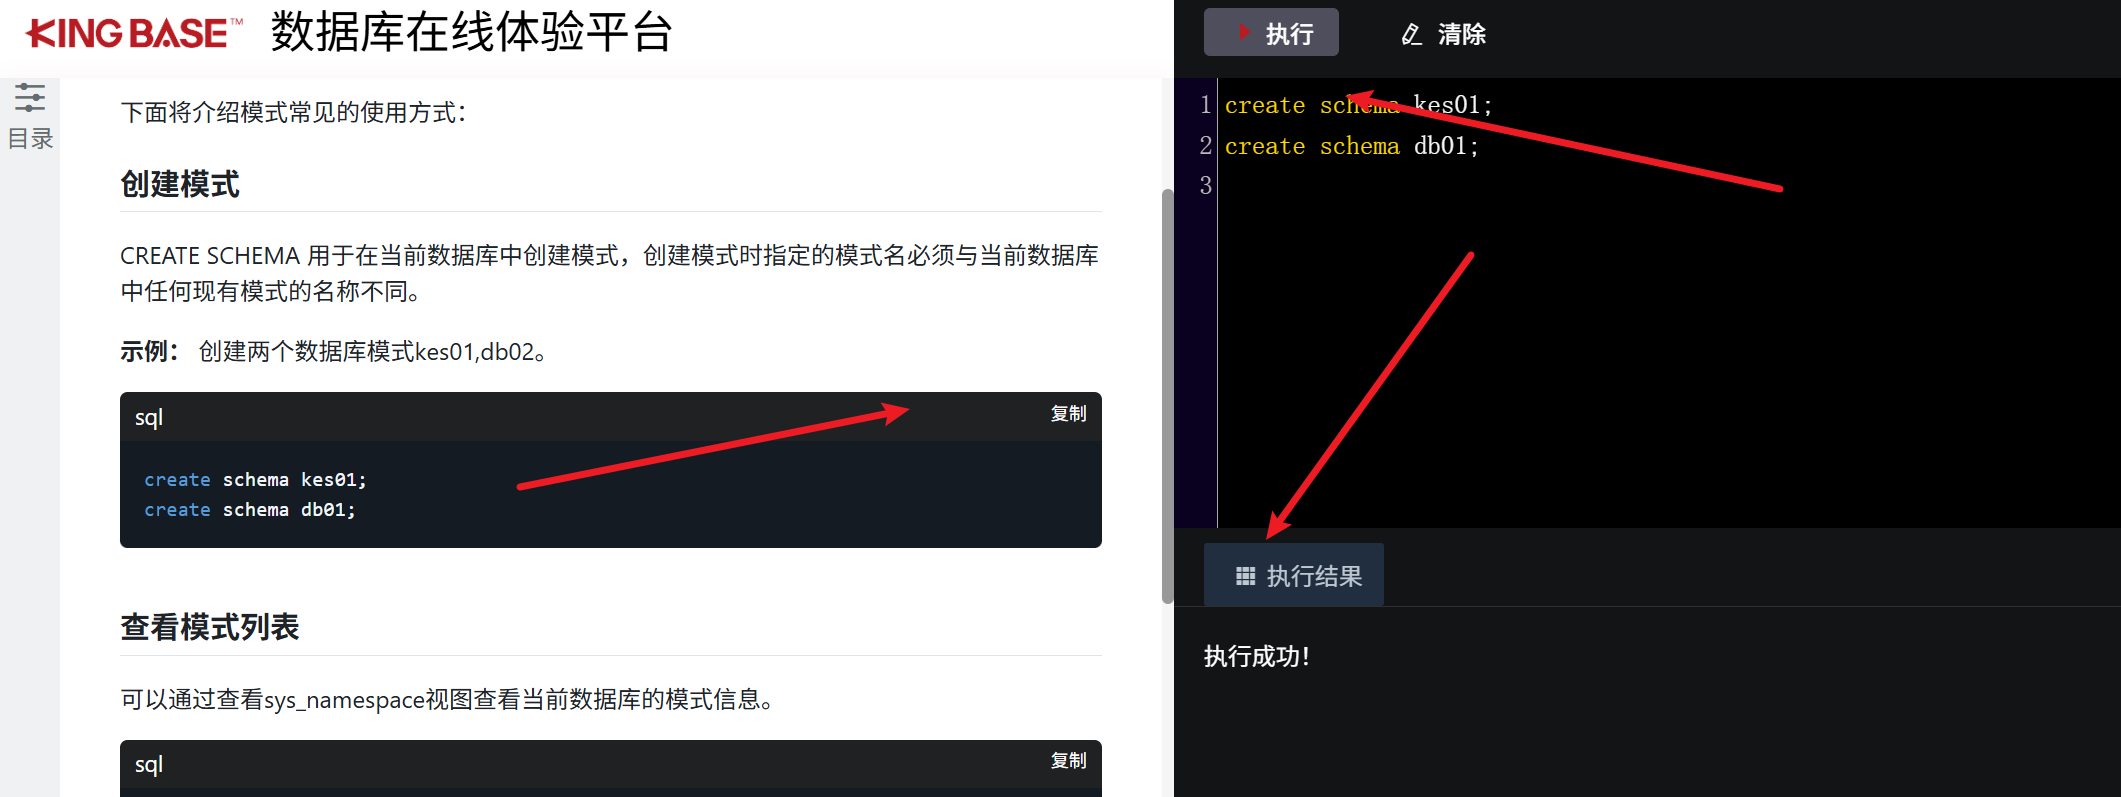 KINGBASE™ 数据库在线体验平台
目录
下面将介绍模式常见的使用方式：
创建模式
CREATE SCHEMA 用于在当前数据库中创建模式，创建模式时指定的模式名必须与当前数据库
中任何现有模式的名称不同。
示例： 创建两个数据库模式kes01,db02。
sql 复制
create schema kes01;
create schema db01;
查看模式列表
可以通过查看sys_namespace视图查看当前数据库的模式信息。
sql 复制
执行 清除
1 create schema kes01;
2 create schema db01;
3
执行结果
执行成功！